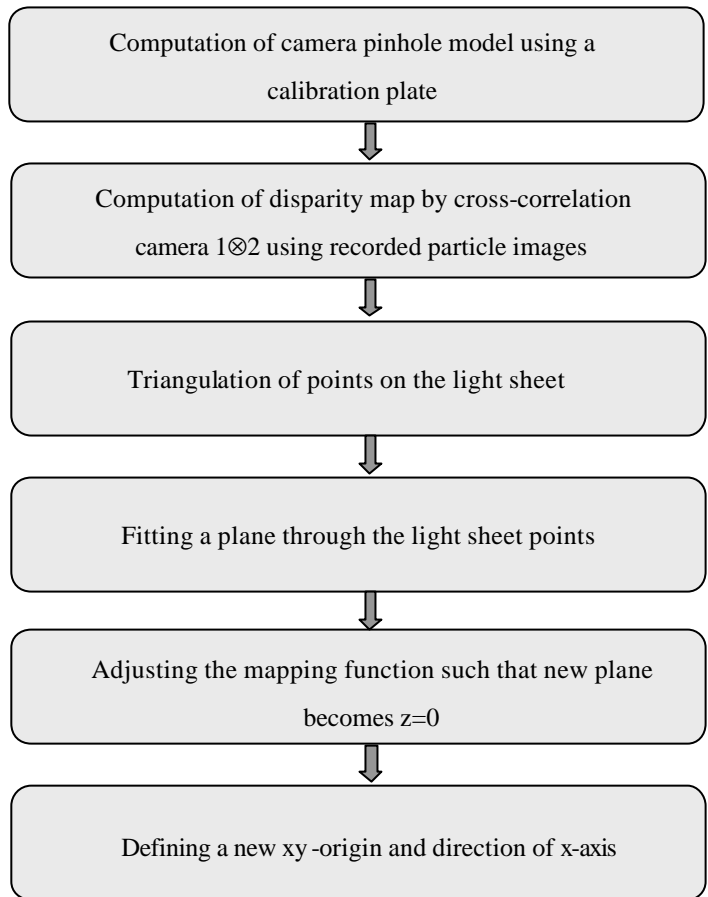 Computation of camera pinhole model using a
calibration plate
Computation of disparity map by cross-correlation
camera 1⊗2 using recorded particle images
Triangulation of points on the light sheet
Fitting a plane through the light sheet points
Adjusting the mapping function such that new plane
becomes z=0
Defining a new xy-origin and direction of x-axis